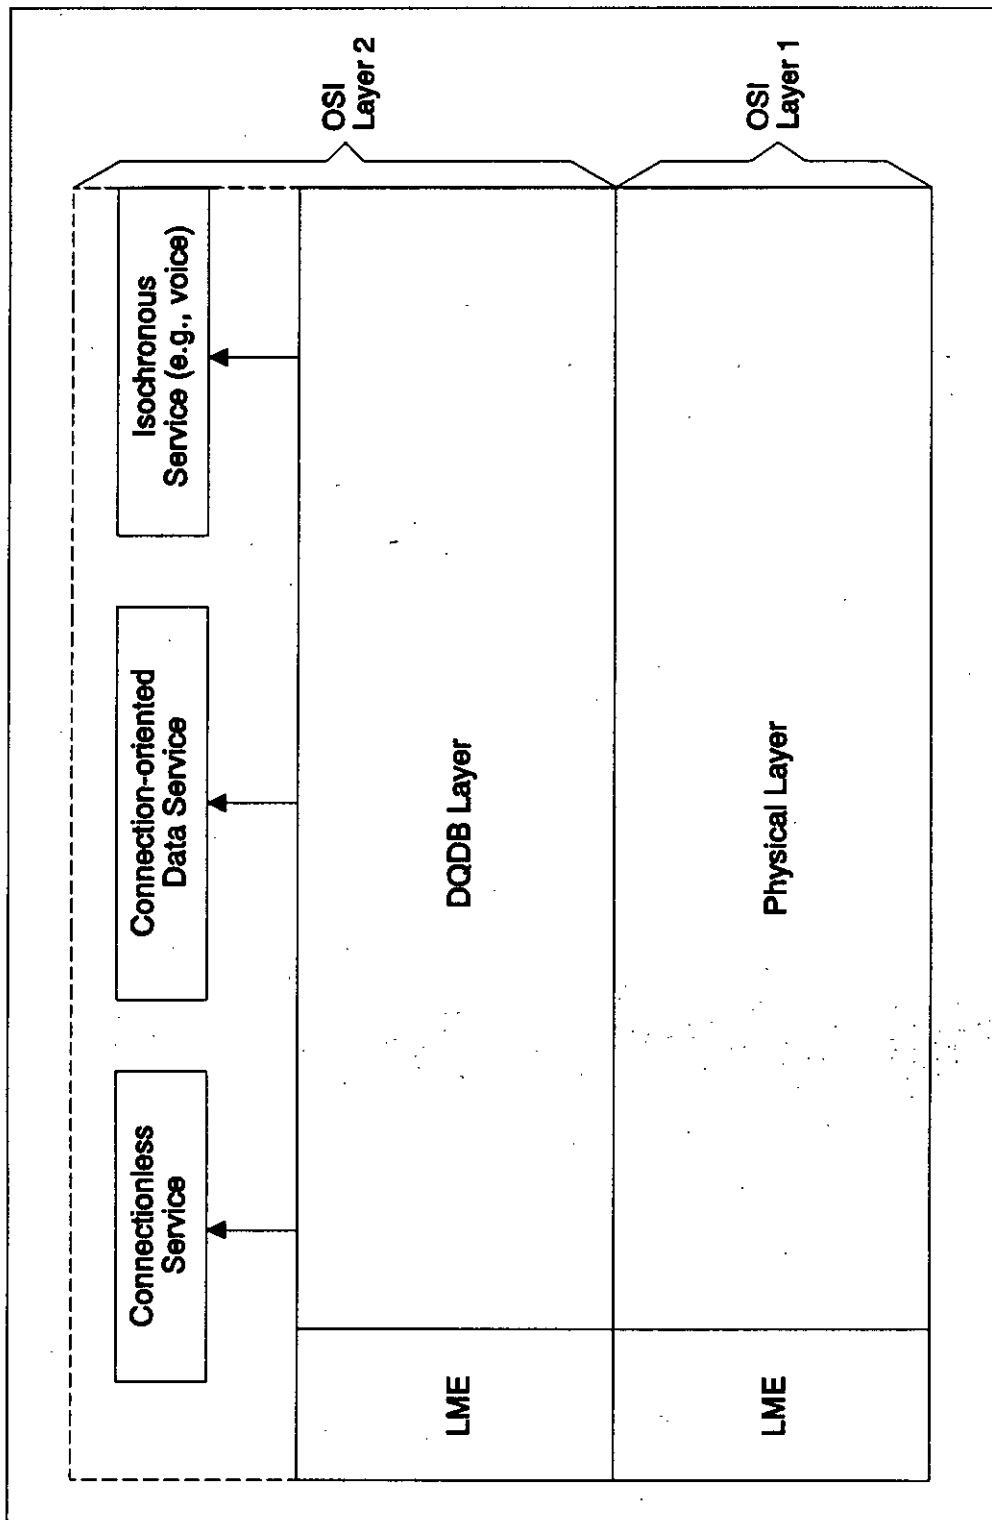 Connectionless
Service
Connection-oriented
Data Service
Isochronous
Service (e.g., voice)
OSI
Layer 2
LME
DQDB Layer
LME
Physical Layer
OSI
Layer 1